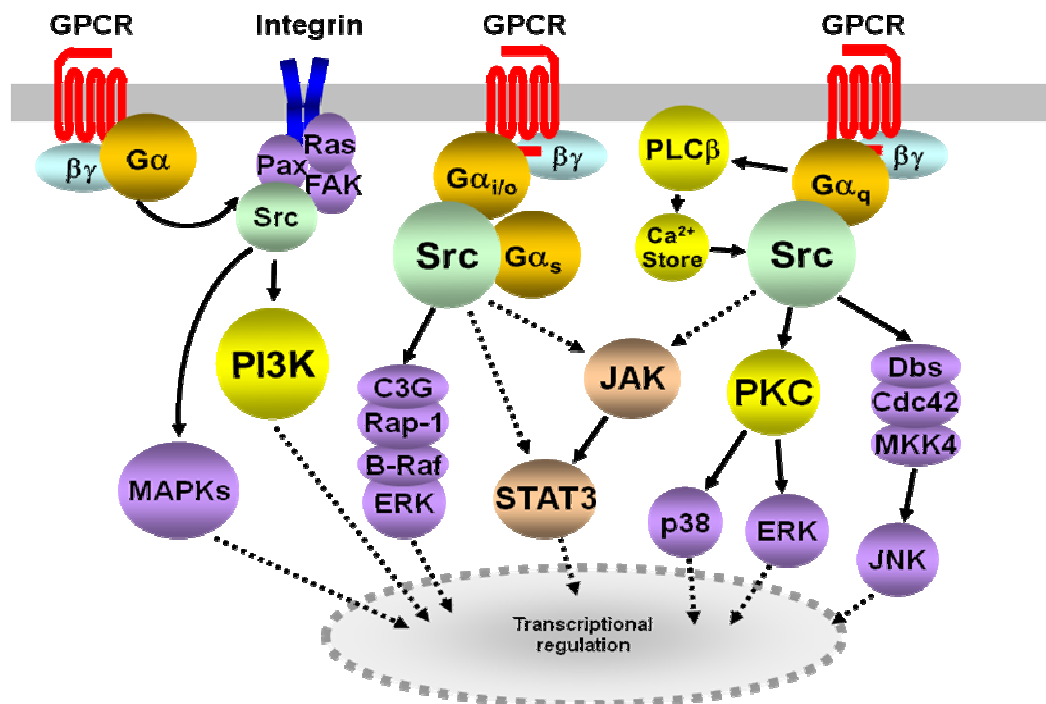 GPCR
Integrin
GPCR
GPCR
βγ
Gα
Pax
Ras
FAK
Src
Gαi/o
βγ
Src
Gαs
PLCβ
Ca2+
Store
Gαq
βγ
Src
PI3K
MAPKs
C3G
Rap-1
B-Raf
ERK
JAK
STAT3
PKC
p38
ERK
Dbs
Cdc42
MKK4
JNK
Transcriptional
regulation